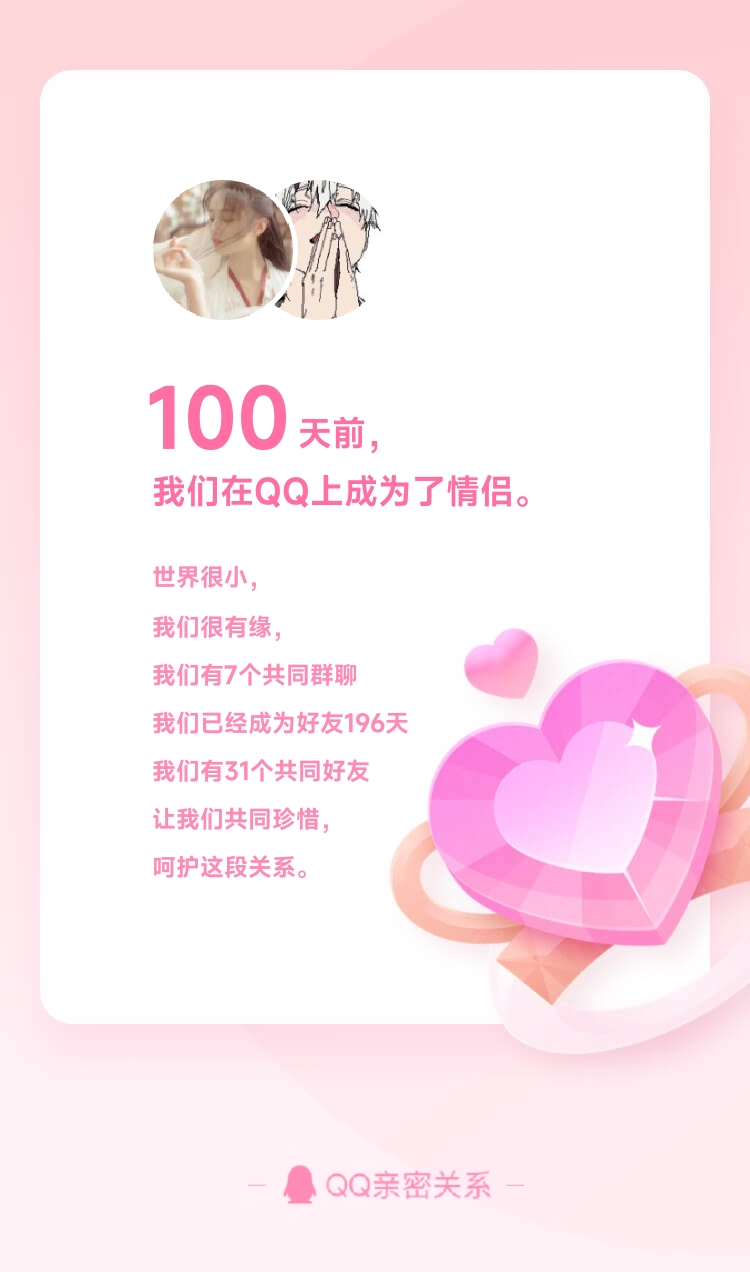 100 天前，
我们在QQ上成为了情侣。
世界很小，
我们很有缘，
我们有7个共同群聊
我们已经成为好友196天
我们有31个共同好友
让我们共同珍惜，
呵护这段关系。
QQ亲密关系